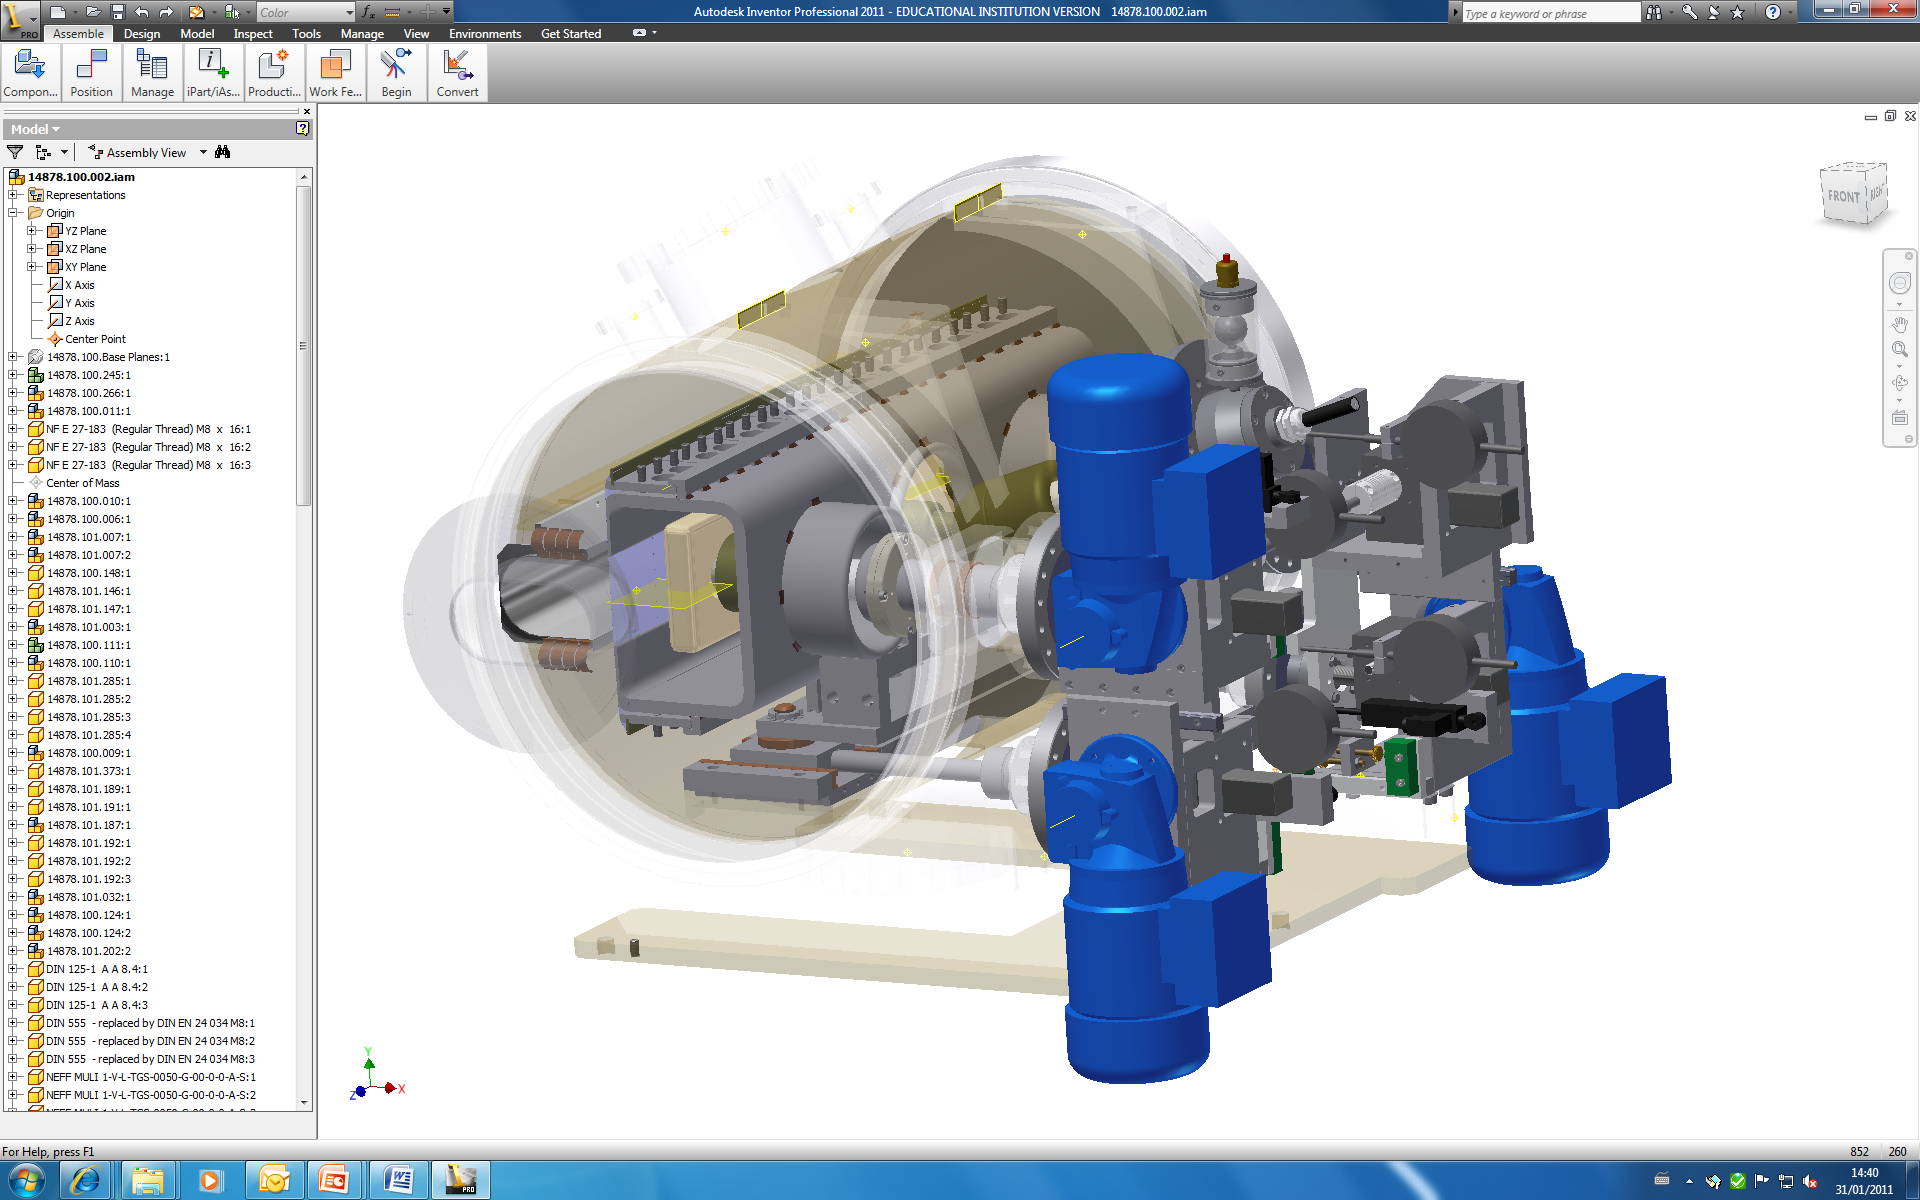 Color
Autodesk Inventor Professional 2011 - EDUCATIONAL INSTITUTION VERSION 14878.100.002.iam
Type a keyword or phrase
PRO
Assemble Design Model Inspect Tools Manage View Environments Get Started
Compon... Position Manage iPart/iAs... Producti... Work Fe... Begin Convert
Model
Assembly View
14878.100.002.iam
Representations
Origin
YZ Plane
XZ Plane
XY Plane
X Axis
Y Axis
Z Axis
Center Point
14878.100.Base Planes:1
14878.100.245:1
14878.100.266:1
14878.100.011:1
NF E 27-183 (Regular Thread) M8 x 16:1
NF E 27-183 (Regular Thread) M8 x 16:2
NF E 27-183 (Regular Thread) M8 x 16:3
Center of Mass
14878.100.010:1
14878.100.006:1
14878.101.007:1
14878.101.007:2
14878.100.148:1
14878.101.146:1
14878.101.147:1
14878.101.003:1
14878.100.111:1
14878.100.110:1
14878.101.285:1
14878.101.285:2
14878.101.285:3
14878.101.285:4
14878.100.009:1
14878.101.373:1
14878.101.189:1
14878.101.191:1
14878.101.187:1
14878.101.192:1
14878.101.192:2
14878.101.192:3
14878.101.032:1
14878.100.124:1
14878.100.124:2
14878.101.202:2
DIN 125-1 A A 8.4:1
DIN 125-1 A A 8.4:2
DIN 125-1 A A 8.4:3
DIN 555 - replaced by DIN EN 24 034 M8:1
DIN 555 - replaced by DIN EN 24 034 M8:2
DIN 555 - replaced by DIN EN 24 034 M8:3
NEFF MULI 1-V-L-TGS-0050-G-00-0-0-A-S:1
NEFF MULI 1-V-L-TGS-0050-G-00-0-0-A-S:2
FRONT RIGHT
Y
Z X
For Help, press F1
852 260
PRO
14:40
31/01/2011